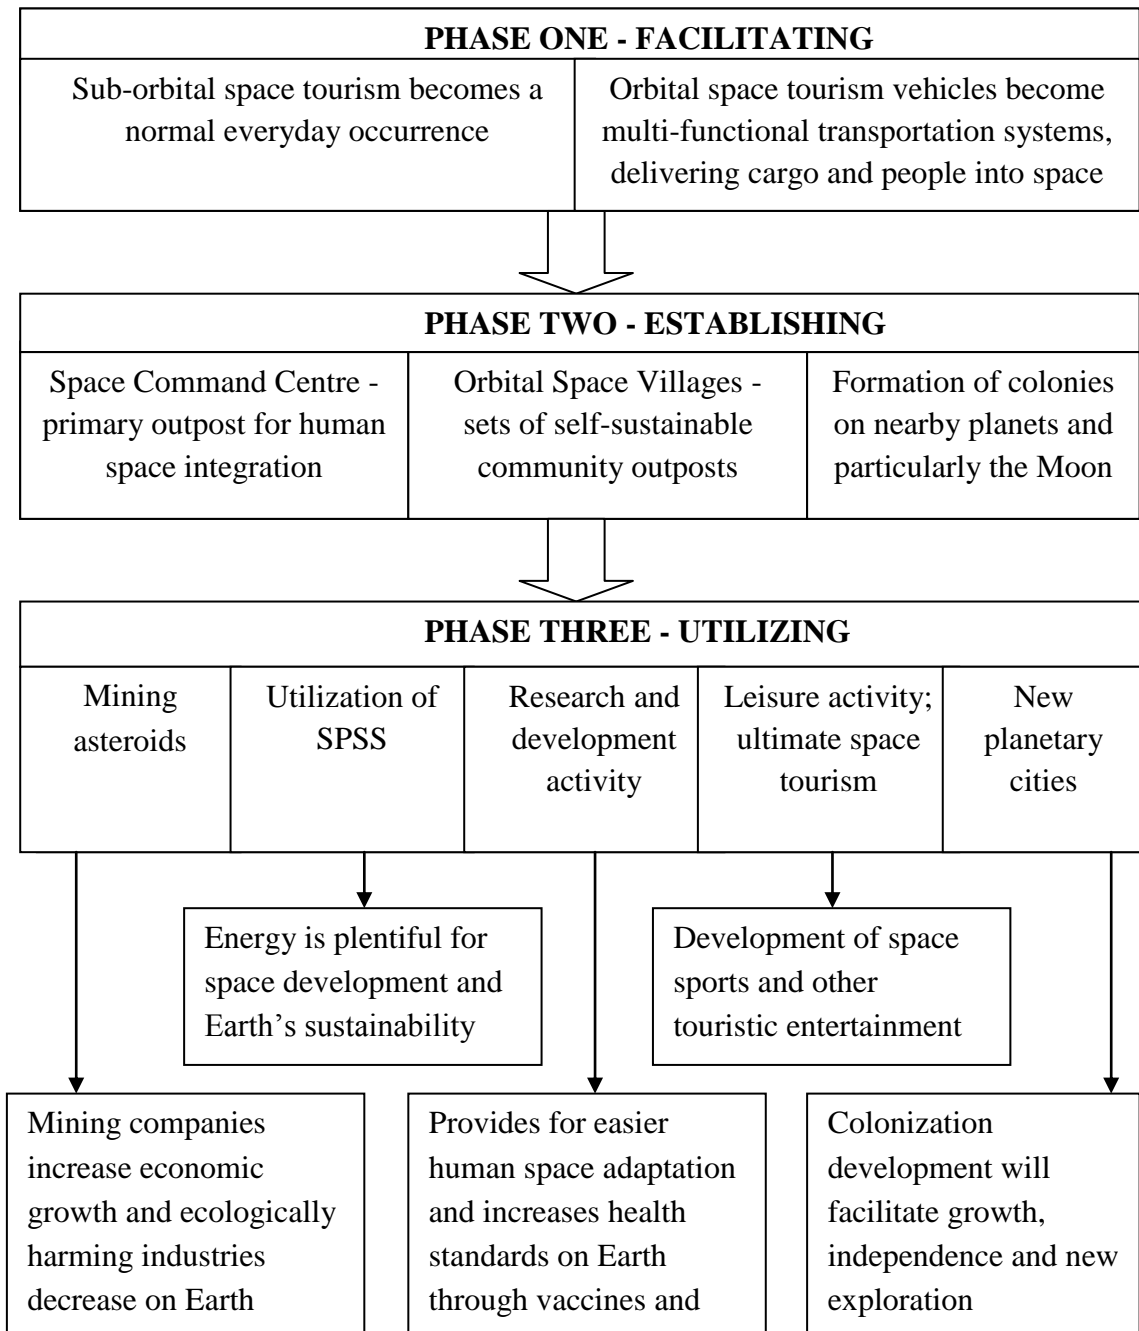 PHASE ONE - FACILITATING
Sub-orbital space tourism becomes a
normal everyday occurrence
Orbital space tourism vehicles become
multi-functional transportation systems,
delivering cargo and people into space
PHASE TWO - ESTABLISHING
Space Command Centre -
primary outpost for human
space integration
Orbital Space Villages -
sets of self-sustainable
community outposts
Formation of colonies
on nearby planets and
particularly the Moon
PHASE THREE - UTILIZING
Mining
asteroids
Utilization of
SPSS
Research and
development
activity
Leisure activity;
ultimate space
tourism
New
planetary
cities
Energy is plentiful for
space development and
Earth’s sustainability
Development of space
sports and other
touristic entertainment
Mining companies
increase economic
growth and ecologically
harming industries
decrease on Earth
Provides for easier
human space adaptation
and increases health
standards on Earth
through vaccines and
Colonization
development will
facilitate growth,
independence and new
exploration